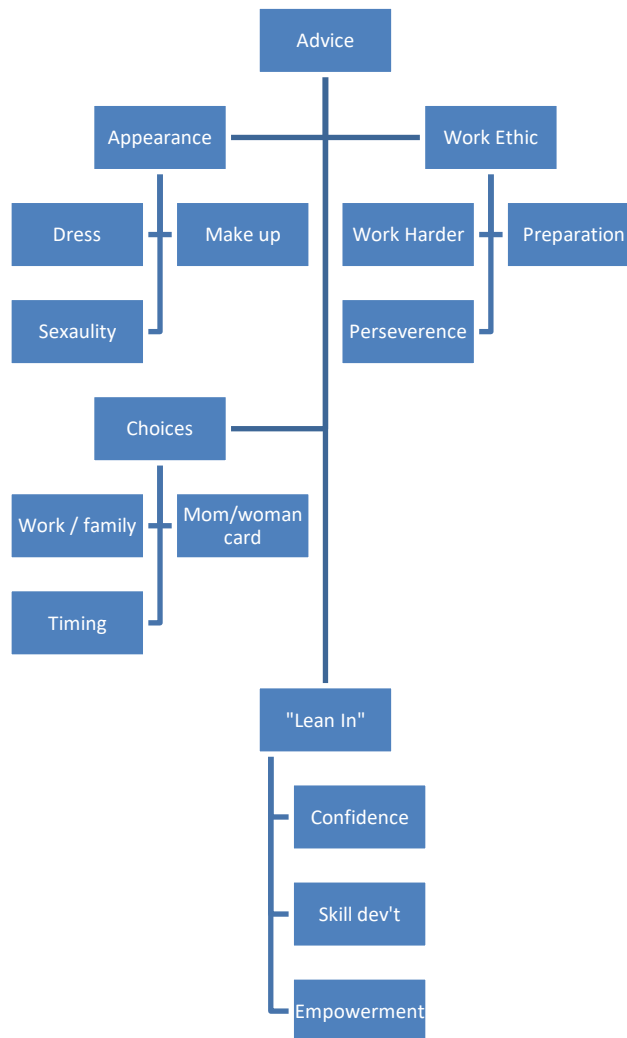 Advice
Appearance
Work Ethic
Dress
Make up
Work Harder
Preparation
Sexaulity
Perseverence
Choices
Work / family
Mom/woman
card
Timing
"Lean In"
Confidence
Skill dev't
Empowerment